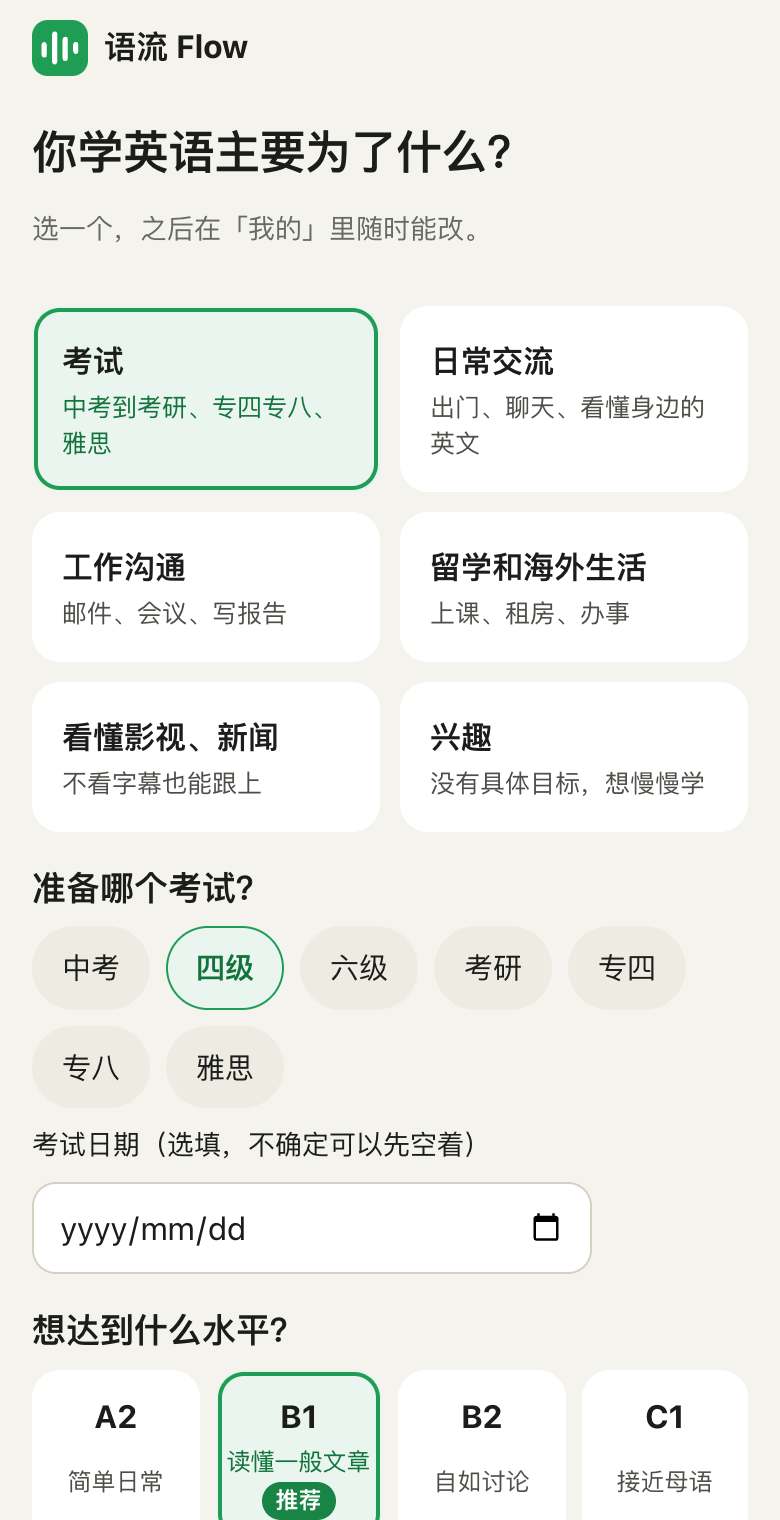 语流 Flow
你学英语主要为了什么?
选一个，之后在「我的」里随时能改。
考试
中考到考研、专四专八、
雅思
日常交流
出门、聊天、看懂身边的
英文
工作沟通
邮件、会议、写报告
留学和海外生活
上课、租房、办事
看懂影视、新闻
不看字幕也能跟上
兴趣
没有具体目标，想慢慢学
准备哪个考试?
中考 四级 六级 考研 专四
专八 雅思
考试日期（选填，不确定可以先空着）
yyyy/mm/dd
想达到什么水平?
A2
简单日常
B1
读懂一般文章
推荐
B2
自如讨论
C1
接近母语